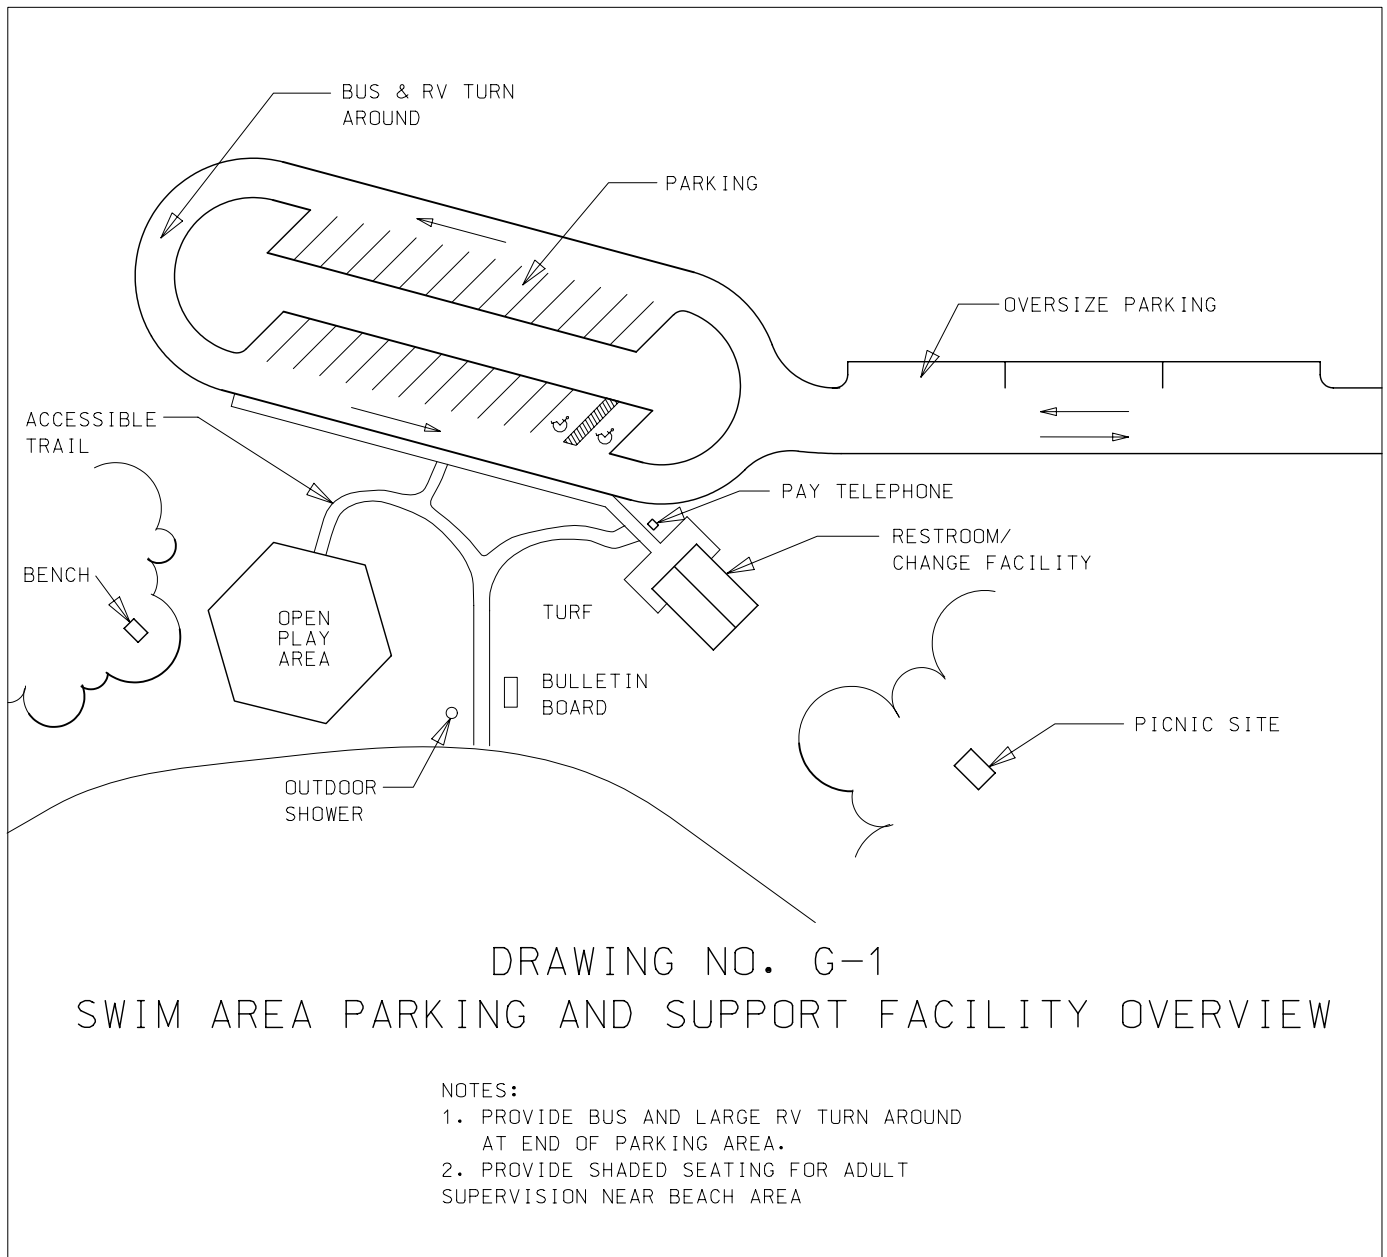 BUS & RV TURN
AROUND
PARKING
OVERSIZE PARKING
ACCESSIBLE
TRAIL
PAY TELEPHONE
RESTROOM/
CHANGE FACILITY
BENCH
OPEN
PLAY
AREA
TURF
BULLETIN
BOARD
PICNIC SITE
OUTDOOR
SHOWER
DRAWING NO. G-1
SWIM AREA PARKING AND SUPPORT FACILITY OVERVIEW
NOTES:
1. PROVIDE BUS AND LARGE RV TURN AROUND
AT END OF PARKING AREA.
2. PROVIDE SHADED SEATING FOR ADULT
SUPERVISION NEAR BEACH AREA